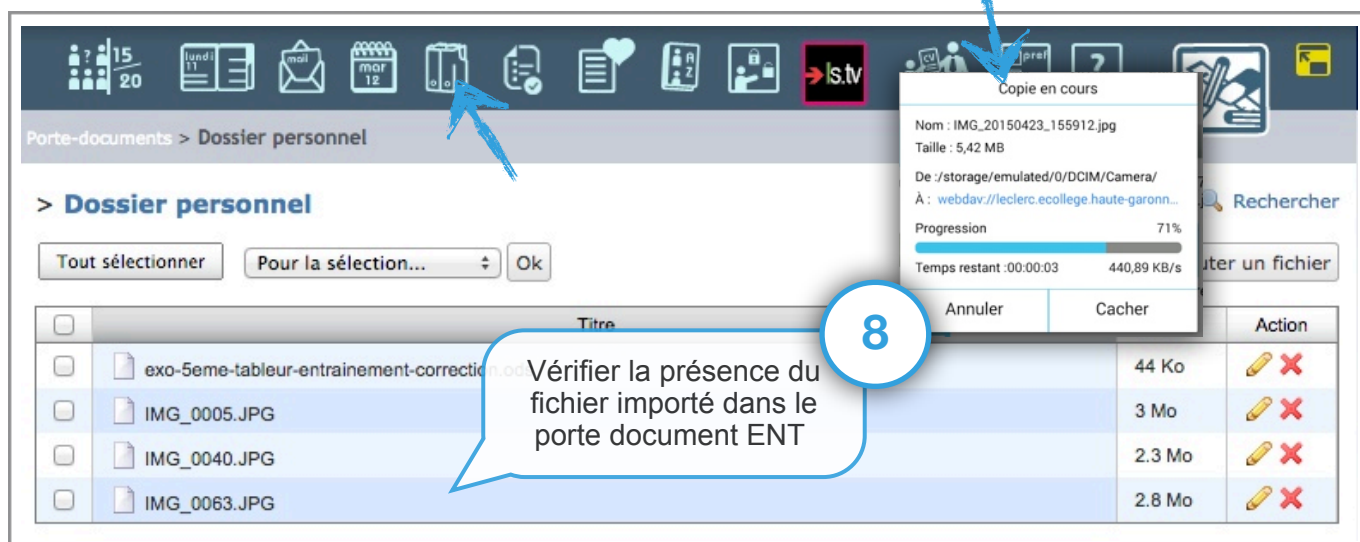 ? 15
20
lundi
11
mail
mar
12
A
Z
ls.tv
CV
pref
?
Porte-documents > Dossier personnel
Copie en cours
Nom : IMG_20150423_155912.jpg
Taille : 5,42 MB
De :/storage/emulated/0/DCIM/Camera/
À : webdav://leclerc.ecollege.haute-garonn...
Progression 71%
Temps restant :00:00:03 440,89 KB/s
Annuler Cacher
> Dossier personnel
Rechercher
Tout sélectionner Pour la sélection... Ok
un fichier
Titre Action
exo-5eme-tableur-entrainement-correction.ods 44 Ko
IMG_0005.JPG 3 Mo
IMG_0040.JPG 2.3 Mo
IMG_0063.JPG 2.8 Mo
8
Vérifier la présence du
fichier importé dans le
porte document ENT